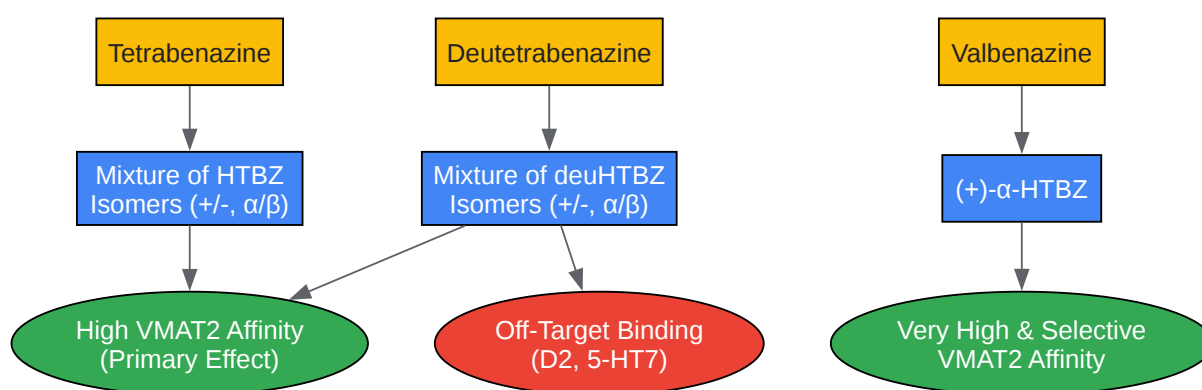 Tetrabenazine
Deutetrabenazine
Valbenazine
Mixture of HTBZ
Isomers (+/-, α/β)
Mixture of deuHTBZ
Isomers (+/-, α/β)
(+)-α-HTBZ
High VMAT2 Affinity
(Primary Effect)
Off-Target Binding
(D2, 5-HT7)
Very High & Selective
VMAT2 Affinity